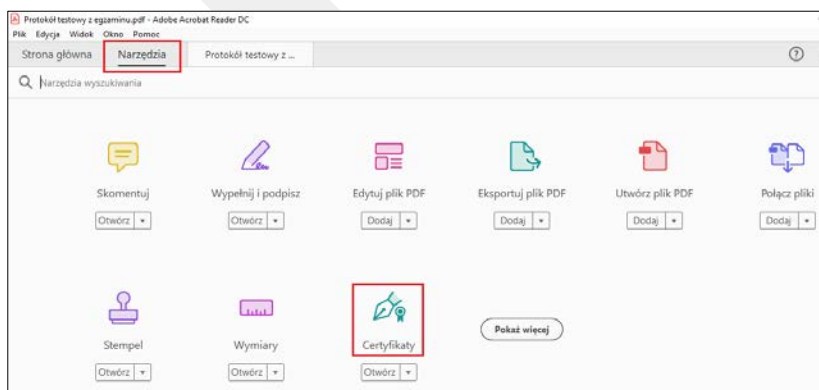 Protokół testowy z egzaminu.pdf - Adobe Acrobat Reader DC
Plik Edycja Widok Okno Pomoc
Strona główna Narzędzia Protokół testowy z ...
Narzędzia wyszukiwania
Skomentuj Wypełnij i podpisz Edytuj plik PDF Eksportuj plik PDF Utwórz plik PDF Połącz pliki
Otwórz Otwórz Dodaj Dodaj Dodaj Dodaj
Stempel Wymiary Certyfikaty Pokaż więcej
Otwórz Otwórz Otwórz